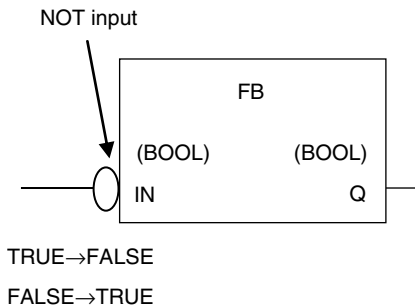 NOT input
FB
(BOOL) (BOOL)
IN Q
TRUE→FALSE
FALSE→TRUE